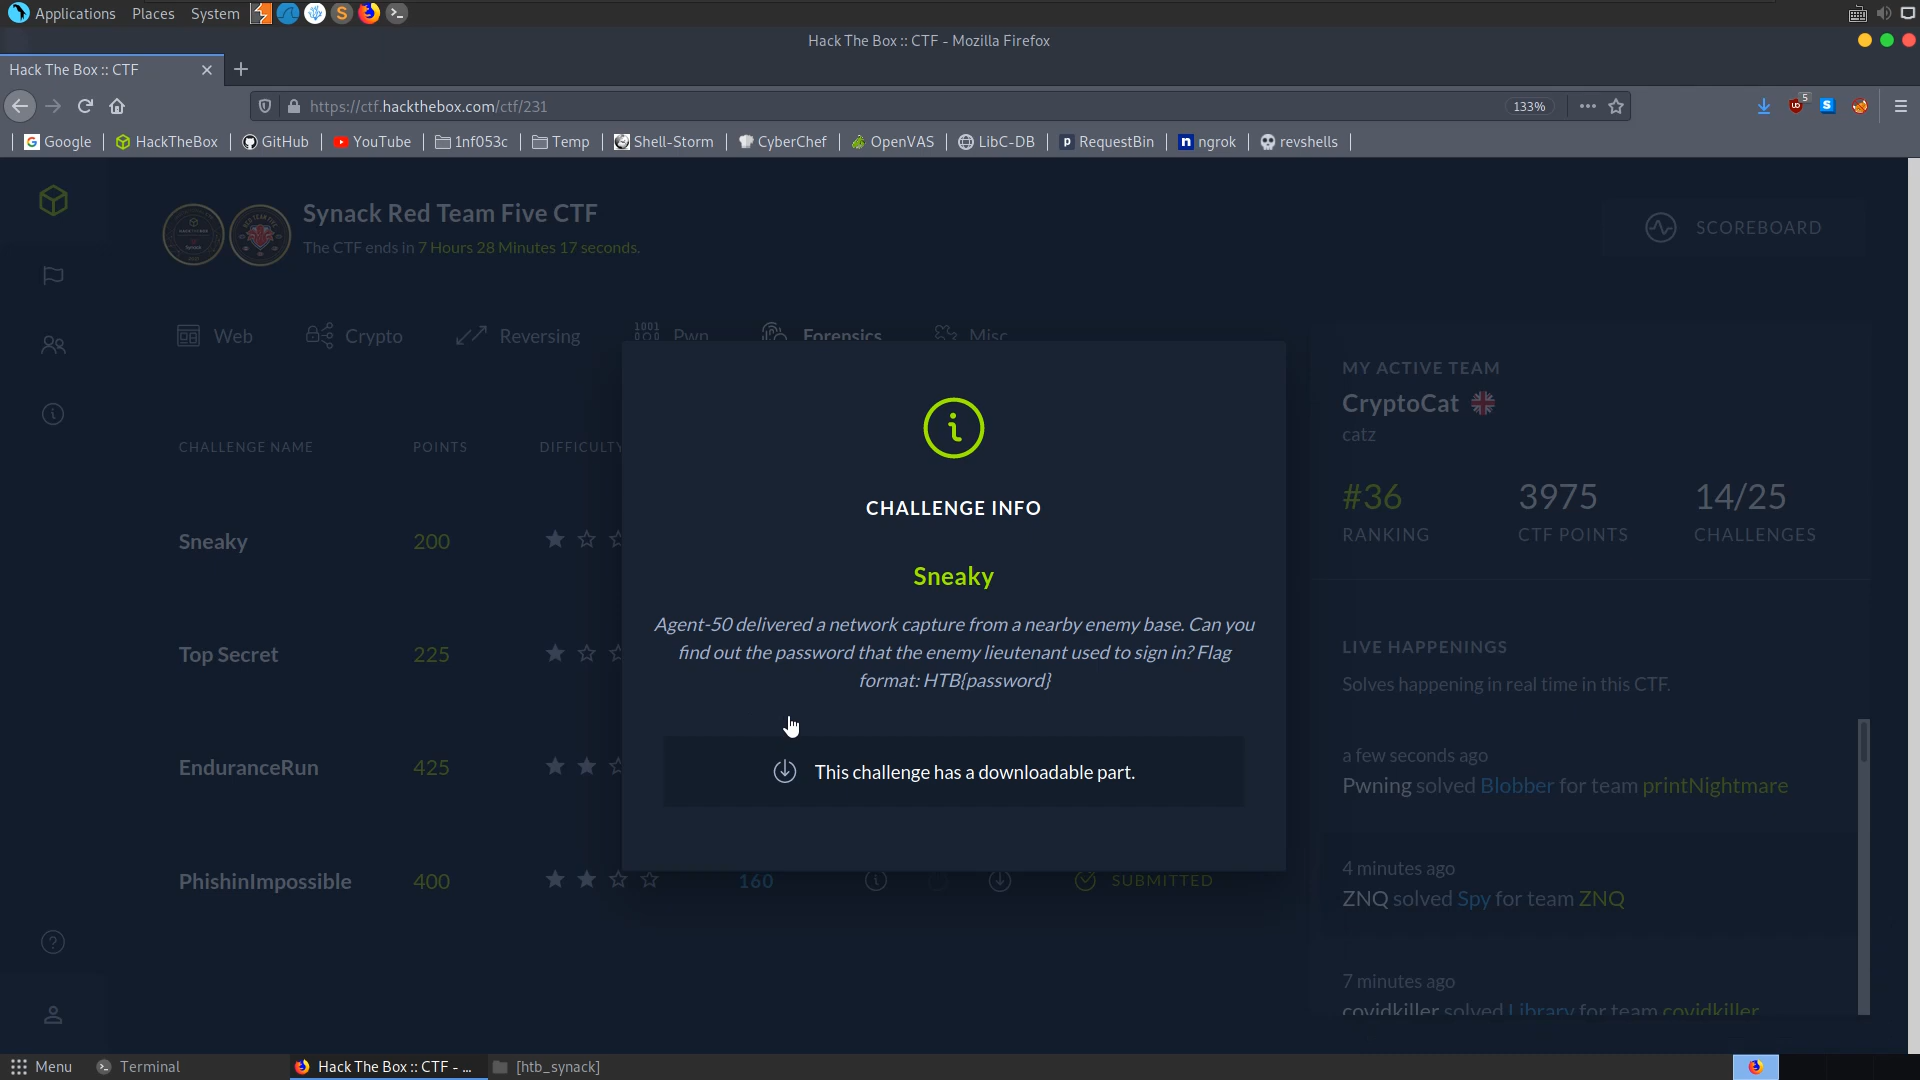 Applications Places System
Hack The Box :: CTF - Mozilla Firefox
Hack The Box :: CTF
https://ctf.hackthebox.com/ctf/231
133%
5
Google HackTheBox GitHub YouTube 1nf053c Temp Shell-Storm CyberChef OpenVAS LibC-DB RequestBin ngrok revshells
Synack Red Team Five CTF
The CTF ends in 7 Hours 28 Minutes 17 seconds.
SCOREBOARD
Web Crypto Reversing Pwn Forensics Misc
CHALLENGE NAME POINTS DIFFICULTY
Sneaky 200
Top Secret 225
EnduranceRun 425
PhishinImpossible 400 160 SUBMITTED
CHALLENGE INFO
Sneaky
Agent-50 delivered a network capture from a nearby enemy base. Can you
find out the password that the enemy lieutenant used to sign in? Flag
format: HTB{password}
This challenge has a downloadable part.
MY ACTIVE TEAM
CryptoCat
catz
#36 3975 14/25
RANKING CTF POINTS CHALLENGES
LIVE HAPPENINGS
Solves happening in real time in this CTF.
a few seconds ago
Pwning solved Blobber for team printNightmare
4 minutes ago
ZNQ solved Spy for team ZNQ
7 minutes ago
covidkiller solved Library for team covidkiller
Menu Terminal Hack The Box :: CTF - ... [htb_synack]